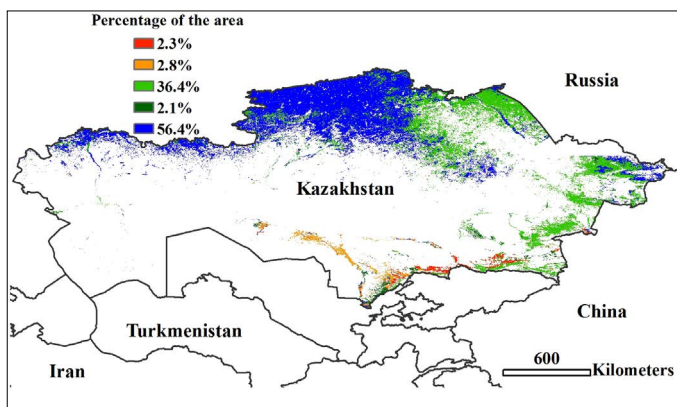 Percentage of the area
2.3%
2.8%
36.4%
2.1%
56.4%
Russia
Kazakhstan
China
Turkmenistan
Iran
600
Kilometers